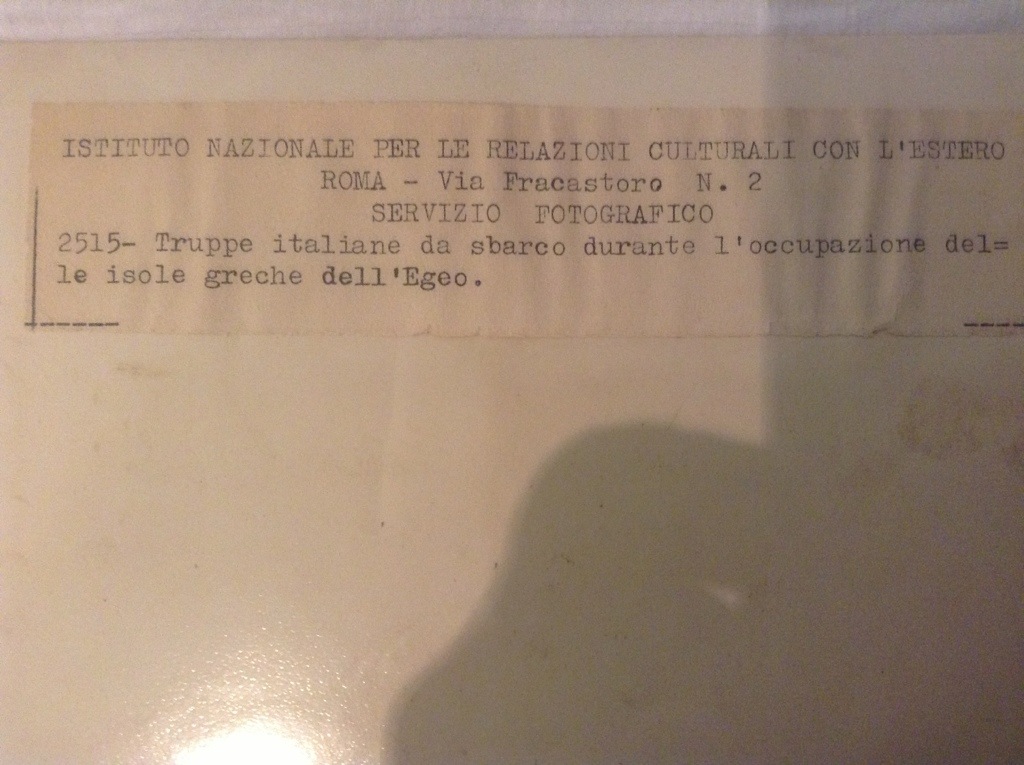 ISTITUTO NAZIONALE PER LE RELAZIONI CULTURALI CON L'ESTERO
ROMA - Via Fracastoro N. 2
SERVIZIO FOTOGRAFICO
2515- Truppe italiane da sbarco durante l'occupazione del=
le isole greche dell'Egeo.